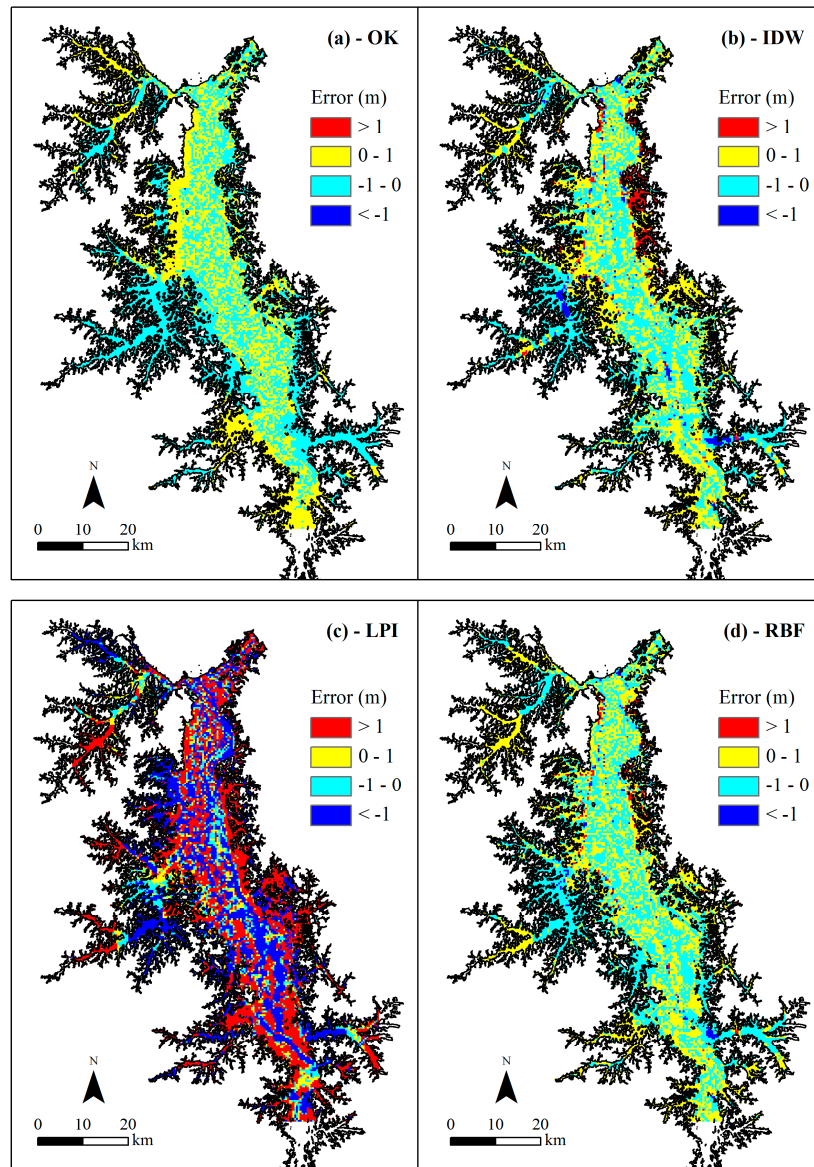 (a) - OK
Error (m)
> 1
0 - 1
-1 - 0
< -1
N
0 10 20
km
(b) - IDW
Error (m)
> 1
0 - 1
-1 - 0
< -1
N
0 10 20
km
(c) - LPI
Error (m)
> 1
0 - 1
-1 - 0
< -1
N
0 10 20
km
(d) - RBF
Error (m)
> 1
0 - 1
-1 - 0
< -1
N
0 10 20
km